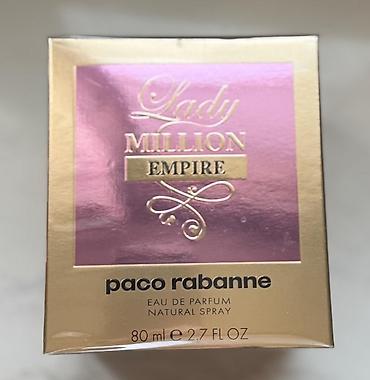 Lady
MILLION
EMPIRE
paco rabanne
EAU DE PARFUM
NATURAL SPRAY
80 ml e 2.7 FL OZ